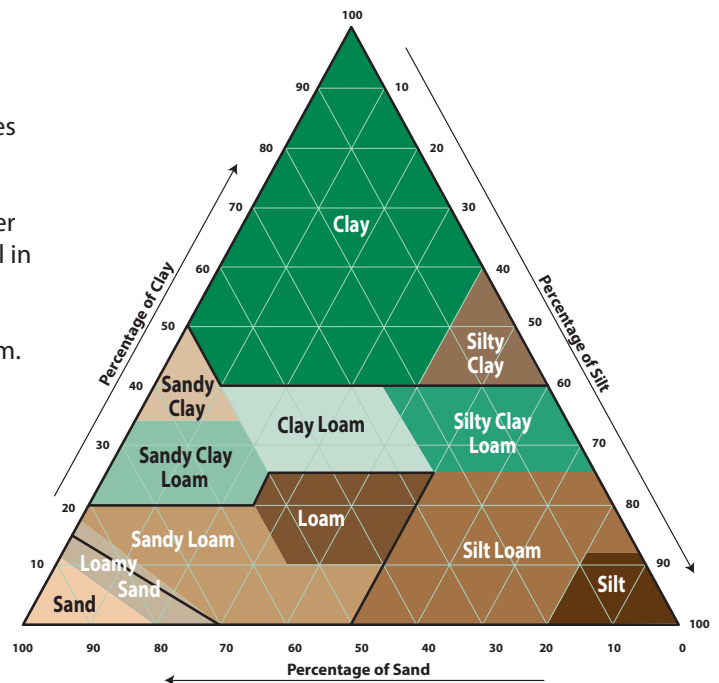 100
90
10
es
80
20
er
l in
70
30
Clay
60
40
Percentage of Clay
Percentage of Silt
50
50
m.
Silty
Clay
40
60
Sandy
Clay
Clay Loam
Silty Clay
Loam
30
70
Sandy Clay
Loam
20
80
Loam
Sandy Loam
Silt Loam
10
90
Loamy
Sand
Silt
Sand
100
100
90
80
70
60
50
40
30
20
10
0
Percentage of Sand